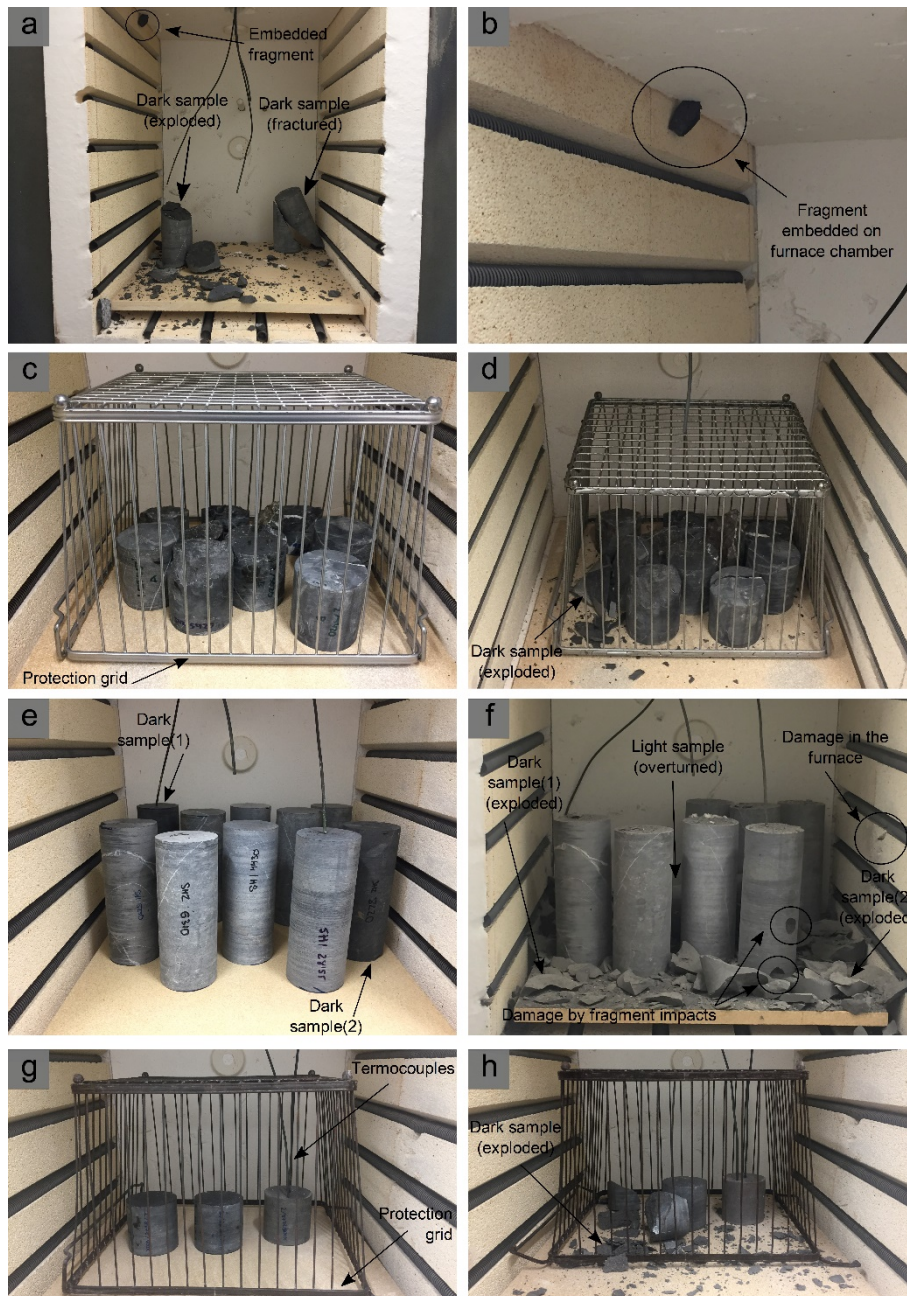 a
Embedded
fragment
Dark sample
(exploded)
Dark sample
(fractured)
b
Fragment
embedded on
furnace chamber
c
Protection grid
d
Dark sample
(exploded)
e
Dark
sample(1)
SH2 6310
Dark
sample(2)
f
Dark
sample(1)
(exploded)
Light sample
(overturned)
Damage in the
furnace
Dark
sample(2
(exploded
Damage by fragment impacts
g
Termocouples
Protection
grid
h
Dark sample
(exploded)